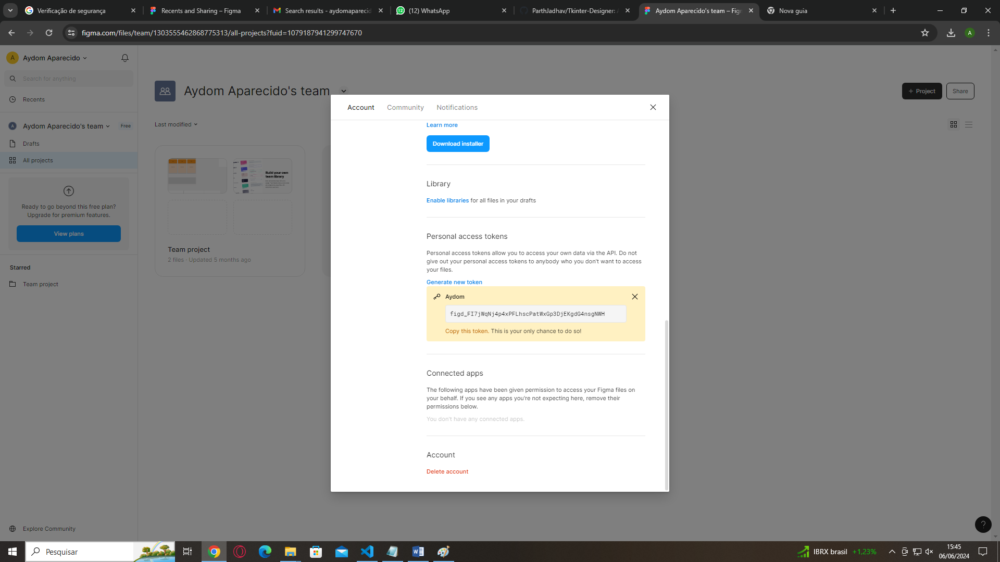 Verificação de segurança
Recents and Sharing – Figma
Search results - aydomaparecid
(12) WhatsApp
ParthJadhav/Tkinter-Designer:
Aydom Aparecido's team – Fig
Nova guia
figma.com/files/team/1303555462868775313/all-projects?fuid=1079187941299747670
A
A
Aydom Aparecido
Search for anything
Recents
A
Aydom Aparecido's team
Free
Drafts
All projects
Ready to go beyond this free plan?
Upgrade for premium features.
View plans
Starred
Team project
Explore Community
Aydom Aparecido's team
+ Project
Share
Last modified
Build your own
team library
Team project
2 files · Updated 5 months ago
Account
Community
Notifications
Learn more
Download installer
Library
Enable libraries for all files in your drafts
Personal access tokens
Personal access tokens allow you to access your own data via the API. Do not
give out your personal access tokens to anybody who you don't want to access
your files.
Generate new token
Aydom
figd_FI7jWqNj4p4xPFLhscPatWxGp3DjEKgdG4nsgNWH
Copy this token. This is your only chance to do so!
Connected apps
The following apps have been given permission to access your Figma files on
your behalf. If you see any apps you're not expecting here, remove their
permissions below.
You don't have any connected apps.
Account
Delete account
?
Pesquisar
IBRX brasil +1,23%
15:45
06/06/2024